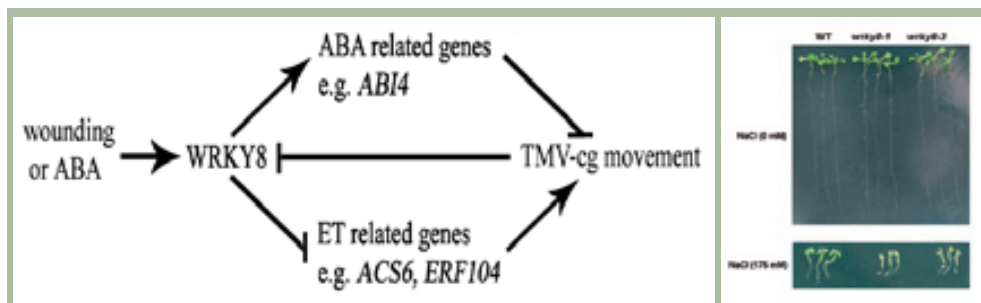 ABA related genes
e.g. ABI4
wounding
or ABA
WRKY8
TMV-cg movement
ET related genes
e.g. ACS6, ERF104
WT wrky8-1 wrky8-2
NaCl (0 mM)
NaCl (175 mM)